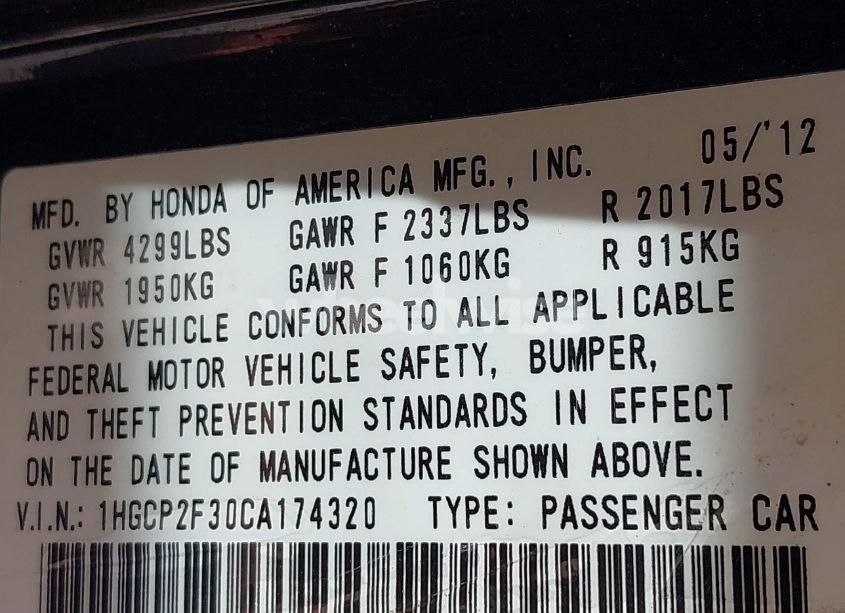 MFD. BY HONDA OF AMERICA MFG., INC. 05/'12
GVWR 4299LBS GAWR F 2337LBS R 2017LBS
GVWR 1950KG GAWR F 1060KG R 915KG
THIS VEHICLE CONFORMS TO ALL APPLICABLE
FEDERAL MOTOR VEHICLE SAFETY, BUMPER,
AND THEFT PREVENTION STANDARDS IN EFFECT
ON THE DATE OF MANUFACTURE SHOWN ABOVE.
V.I.N.: 1HGCP2F30CA174320 TYPE: PASSENGER CAR